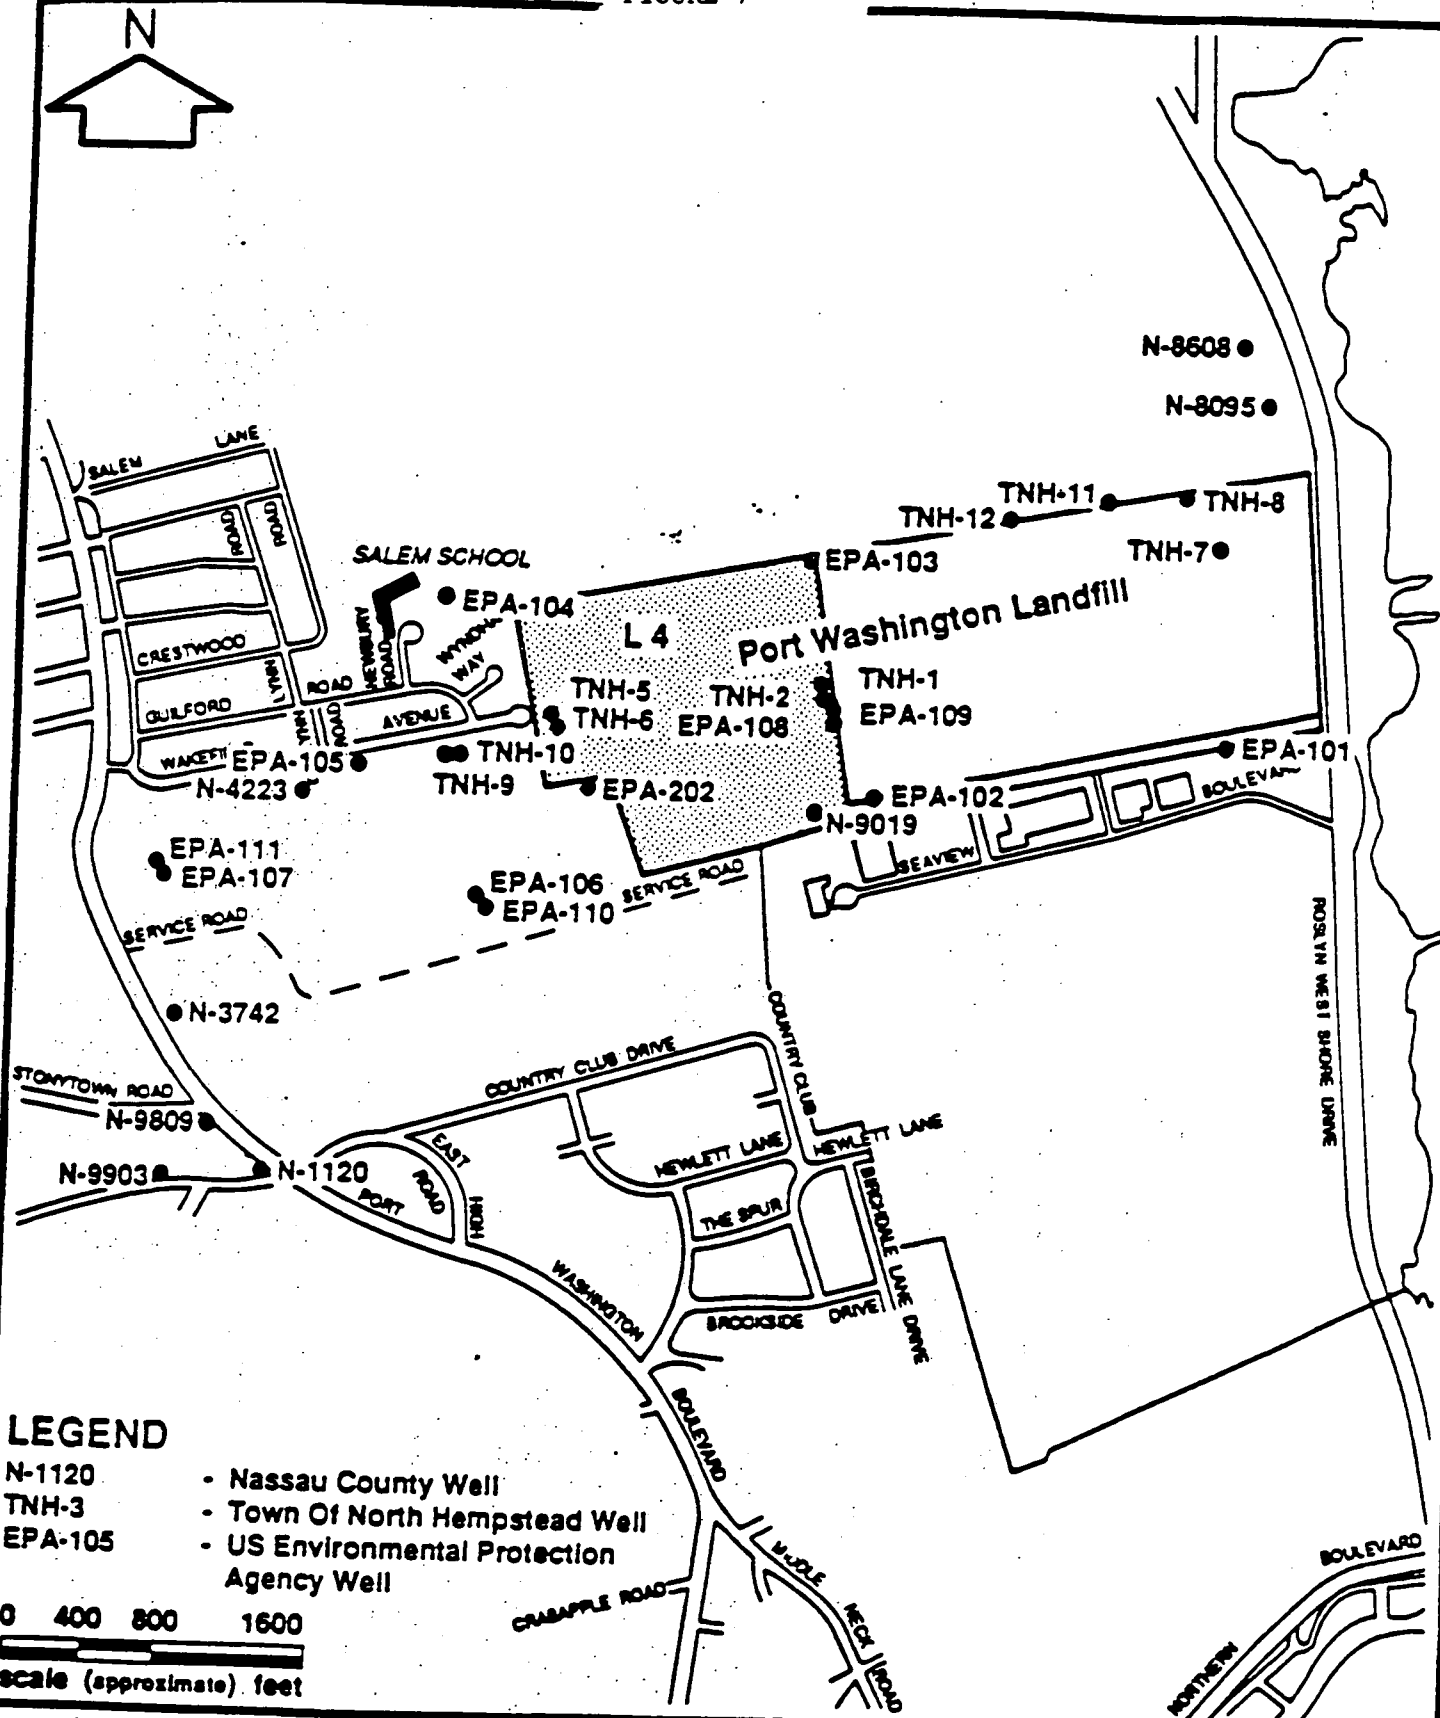 N
N-8608
N-8095
SALEM LANE
ROAD
ROAD
TNH-11
TNH-8
TNH-12
TNH-7
SALEM SCHOOL
EPA-103
EPA-104
L 4
Port Washington Landfill
NEWBURY ROAD
WAY
CRESTWOOD
ROAD
GUILFORD
AVENUE
ROAD
TNH-5
TNH-6
TNH-2
TNH-1
EPA-108
EPA-109
EPA-105
TNH-10
TNH-9
N-4223
EPA-202
EPA-101
EPA-102
N-9019
SEAVIEW
EPA-111
EPA-107
EPA-106
EPA-110
SERVICE ROAD
SERVICE ROAD
N-3742
ROSLYN WEST SHORE DRIVE
COUNTRY CLUB
COUNTRY CLUB DRIVE
STONYTOWN ROAD
N-9809
N-9903
N-1120
EAST
ROAD
HIGH
PORT
WASHINGTON
BOULEVARD
HEWLETT LANE
HEWLETT LANE
THE SPUR
BIRCHDALE LANE DRIVE
BROOKSIDE DRIVE
LEGEND
N-1120 - Nassau County Well
TNH-3 - Town Of North Hempstead Well
EPA-105 - US Environmental Protection
Agency Well
0 400 800 1600
scale (approximate) feet
CRABAPPLE ROAD
MIDDLE
NECK
ROAD
NORTHERN
BOULEVARD